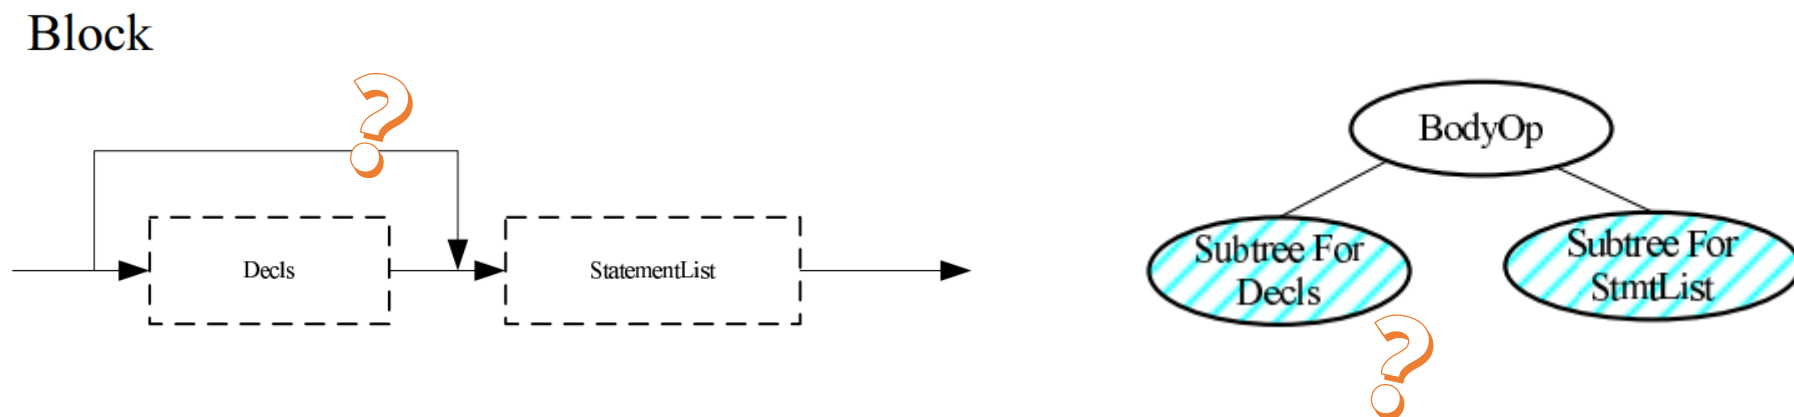 Block
?
Decls
StatementList
BodyOp
Subtree For
Decls
Subtree For
StmtList
?